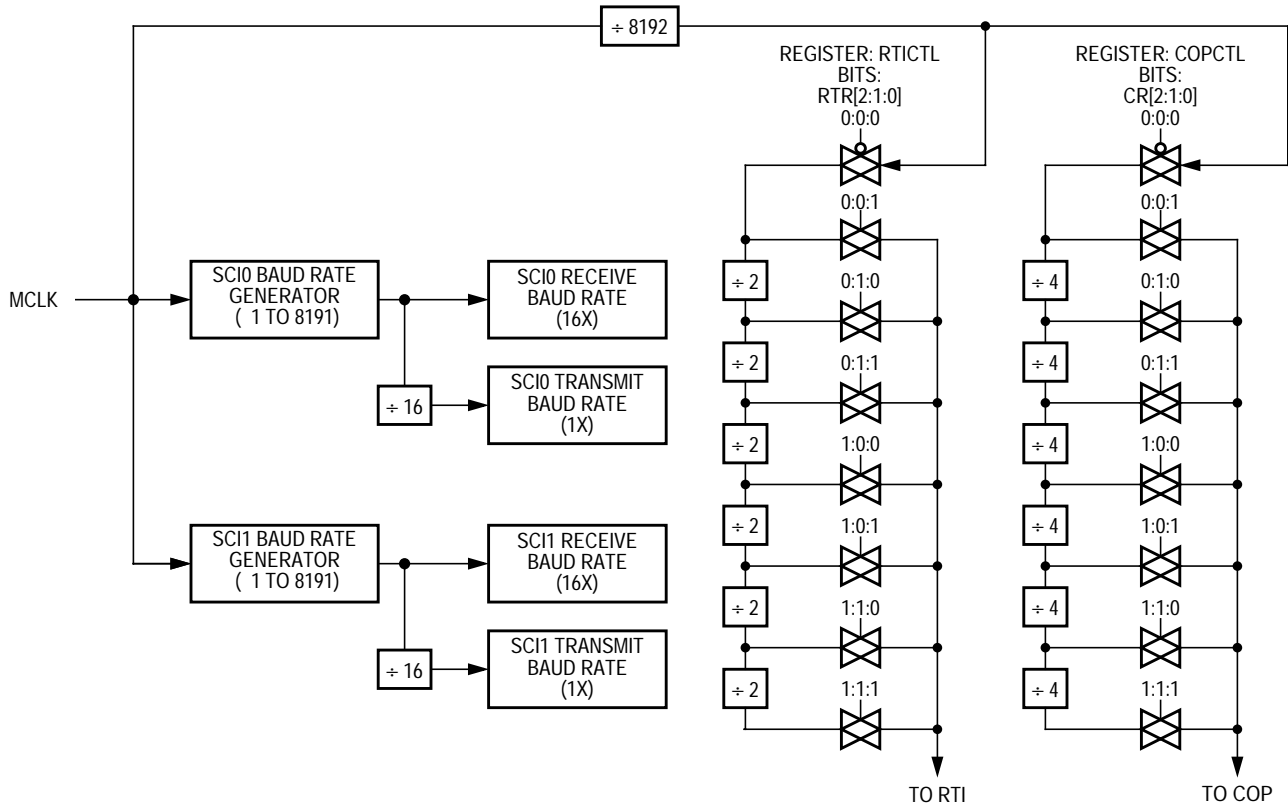 ÷ 8192
REGISTER: RTICTL
BITS:
RTR[2:1:0]
0:0:0
REGISTER: COPCTL
BITS:
CR[2:1:0]
0:0:0
MCLK
SCI0 BAUD RATE
GENERATOR
( 1 TO 8191)
SCI0 RECEIVE
BAUD RATE
(16X)
÷ 16
SCI0 TRANSMIT
BAUD RATE
(1X)
SCI1 BAUD RATE
GENERATOR
( 1 TO 8191)
SCI1 RECEIVE
BAUD RATE
(16X)
÷ 16
SCI1 TRANSMIT
BAUD RATE
(1X)
0:0:1
÷ 2
0:1:0
÷ 2
0:1:1
÷ 2
1:0:0
÷ 2
1:0:1
÷ 2
1:1:0
÷ 2
1:1:1
TO RTI
0:0:1
÷ 4
0:1:0
÷ 4
0:1:1
÷ 4
1:0:0
÷ 4
1:0:1
÷ 4
1:1:0
÷ 4
1:1:1
TO COP